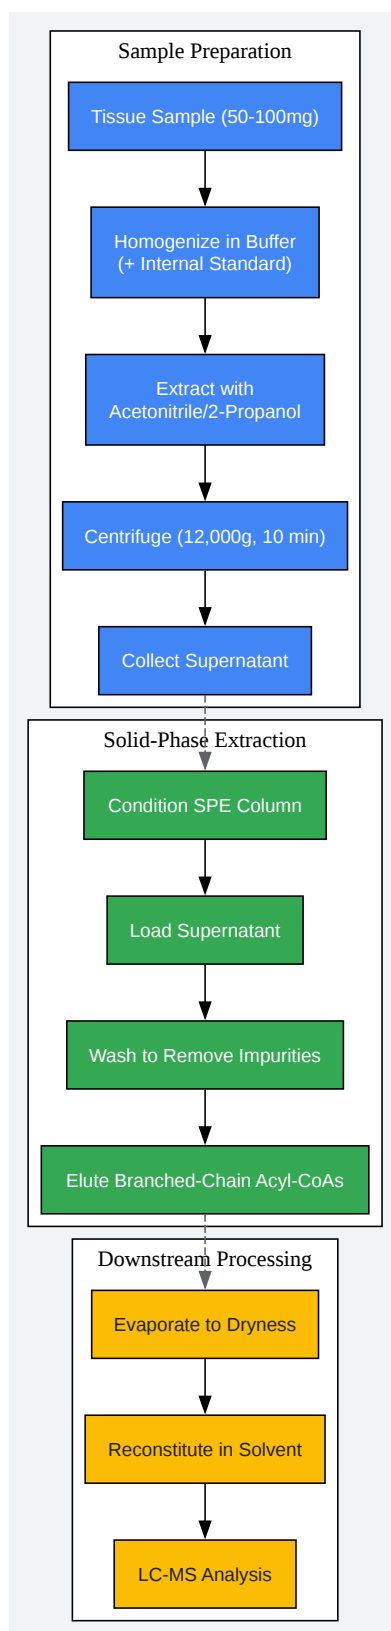 Sample Preparation
Tissue Sample (50-100mg)
Homogenize in Buffer
(+ Internal Standard)
Extract with
Acetonitrile/2-Propanol
Centrifuge (12,000g, 10 min)
Collect Supernatant
Solid-Phase Extraction
Condition SPE Column
Load Supernatant
Wash to Remove Impurities
Elute Branched-Chain Acyl-CoAs
Downstream Processing
Evaporate to Dryness
Reconstitute in Solvent
LC-MS Analysis